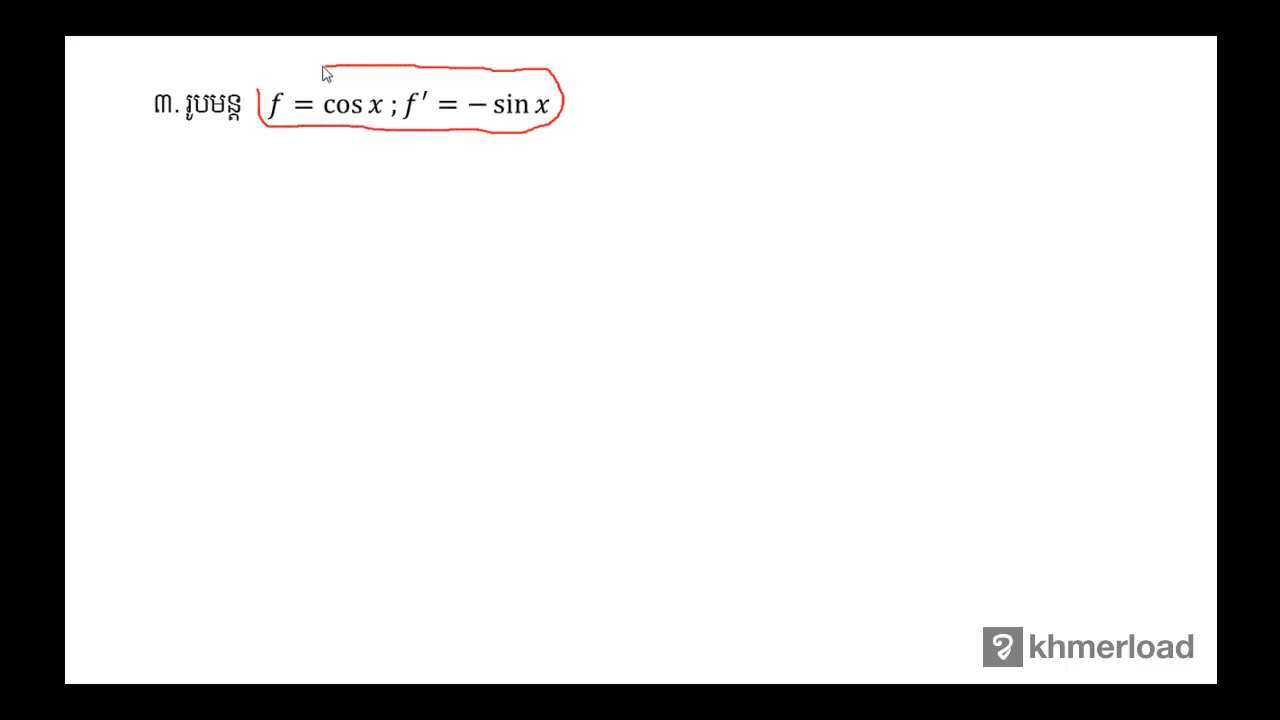 ៣. រូបមន្ត f = cos x ; f′ = − sin x
khmerload